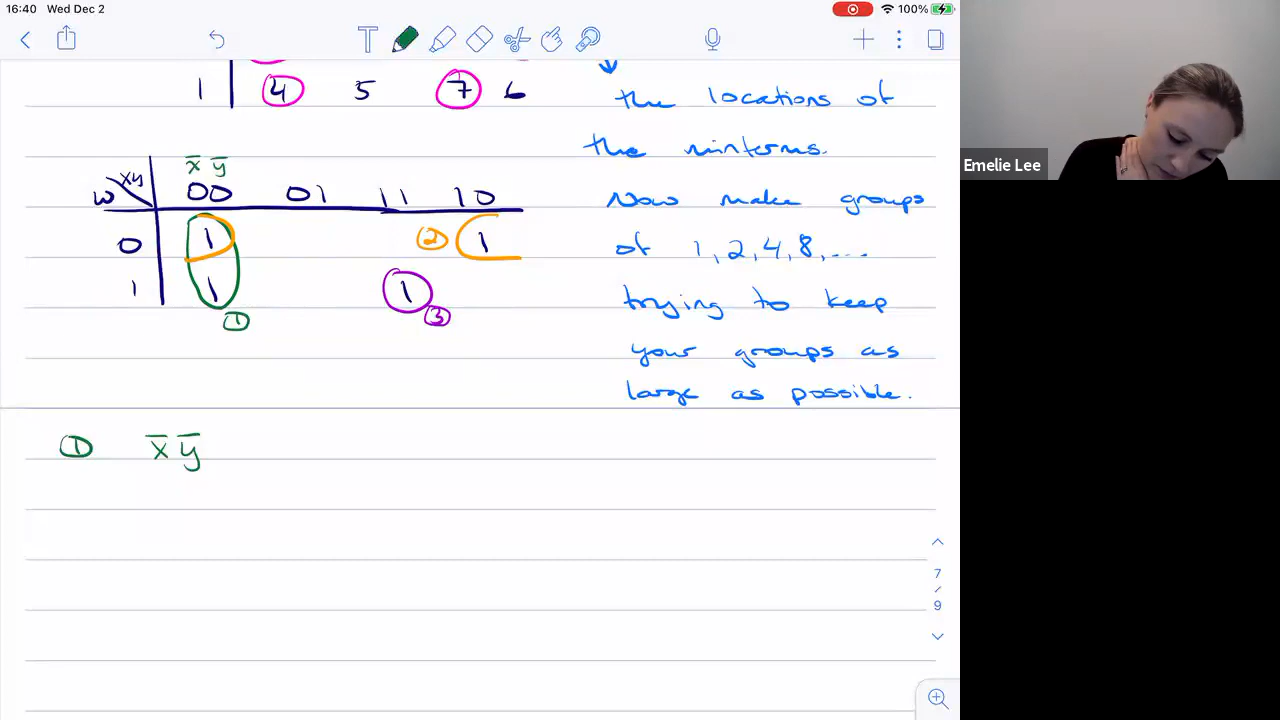 16:40 Wed Dec 2
100%
T
1 4 5 7 6
the locations of
the minterms.
Now make groups
of 1, 2, 4, 8, ...
trying to keep
your groups as
large as possible.
x̅ y̅
w xy 00 01 11 10
0 1 ② 1
1 1 1 ③
①
① x̅ y̅
7
/
9
Emelie Lee